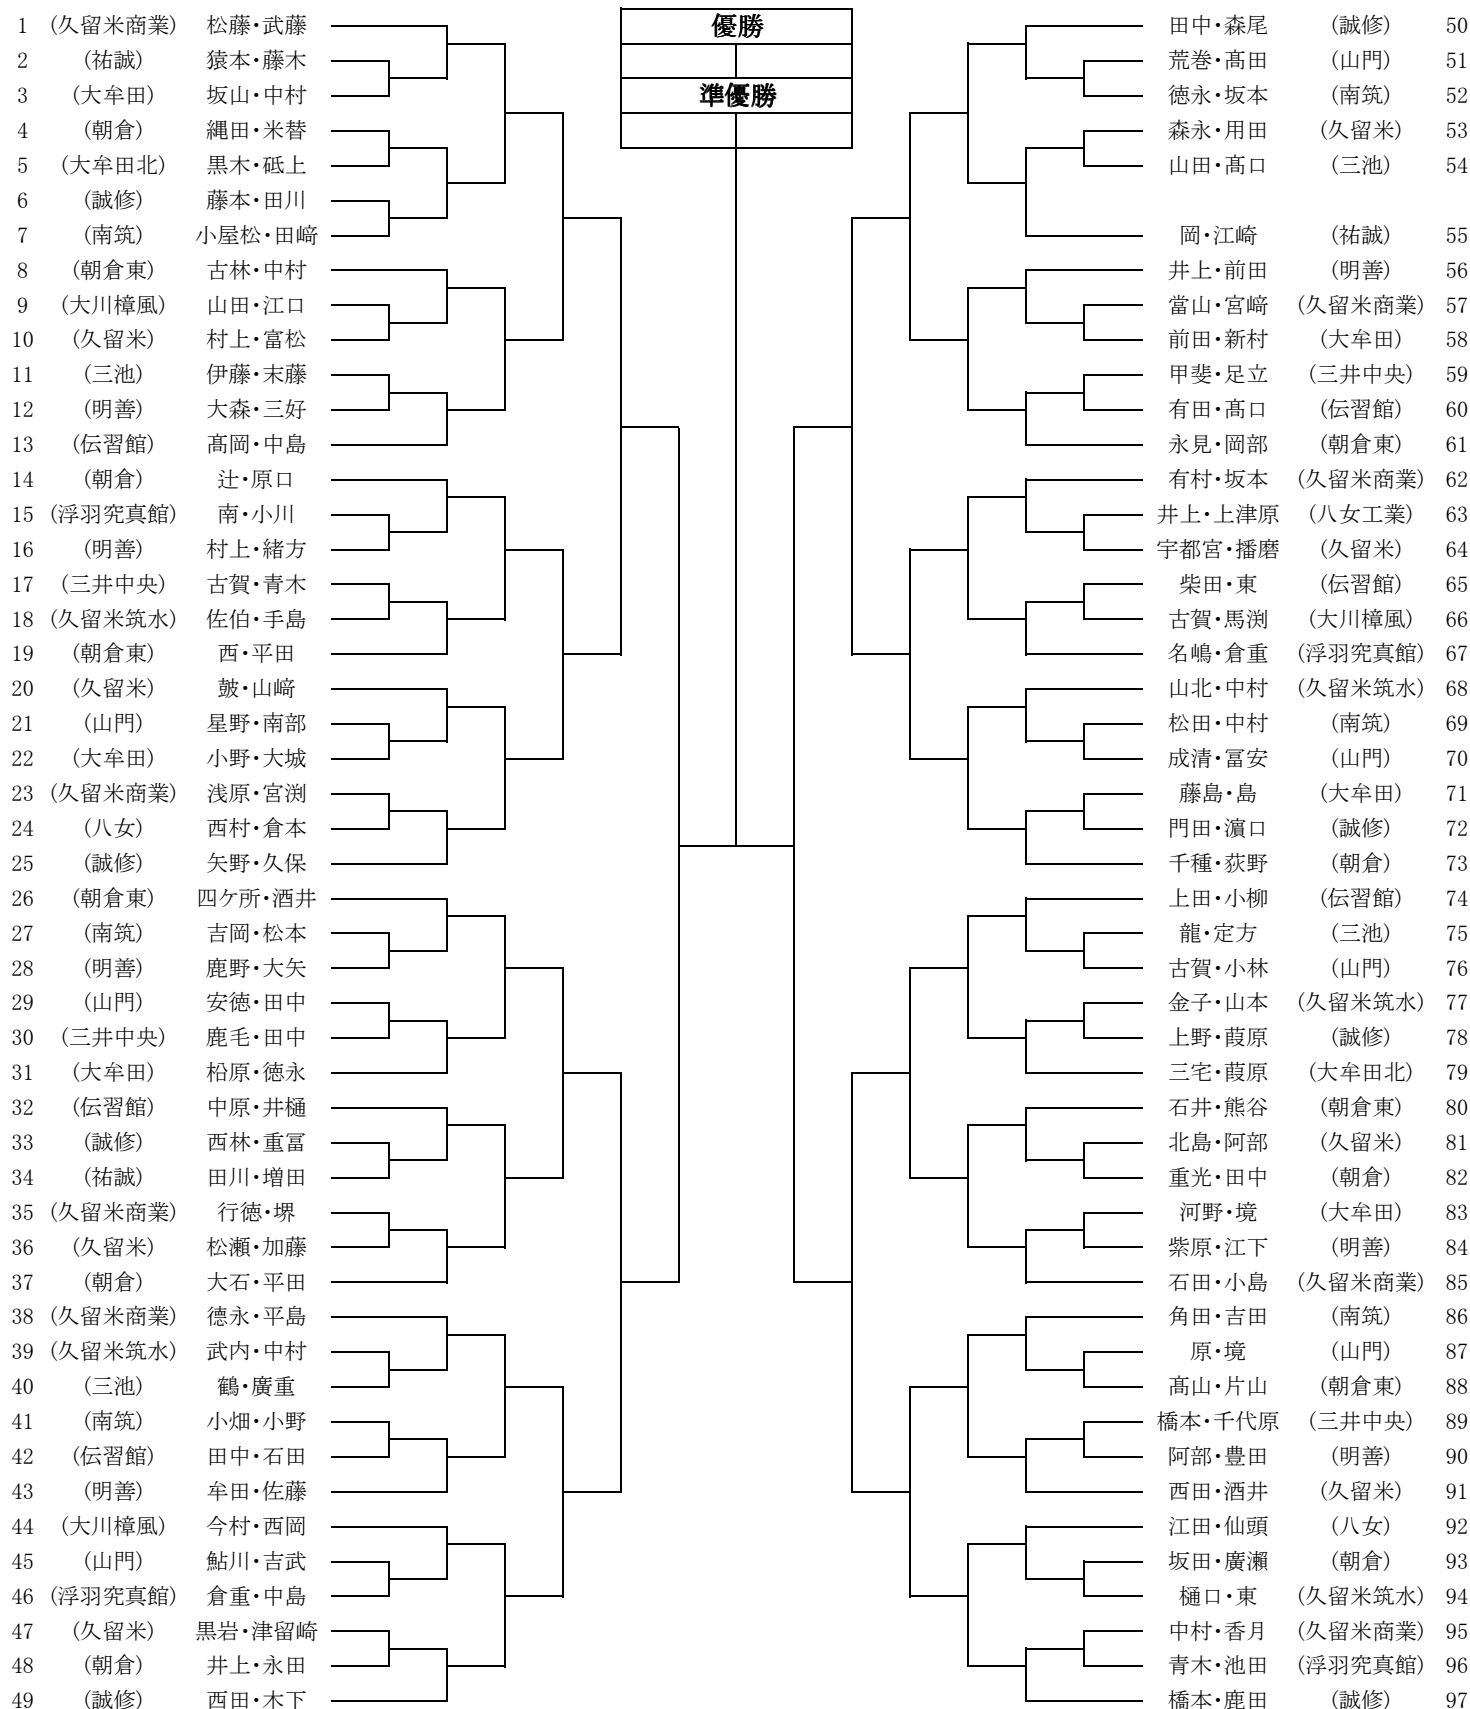 優勝
準優勝
1 (久留米商業) 松藤・武藤
2 (祐誠) 猿本・藤木
3 (大牟田) 坂山・中村
4 (朝倉) 縄田・米替
5 (大牟田北) 黒木・砥上
6 (誠修) 藤本・田川
7 (南筑) 小屋松・田﨑
8 (朝倉東) 古林・中村
9 (大川樟風) 山田・江口
10 (久留米) 村上・富松
11 (三池) 伊藤・末藤
12 (明善) 大森・三好
13 (伝習館) 髙岡・中島
14 (朝倉) 辻・原口
15 (浮羽究真館) 南・小川
16 (明善) 村上・緒方
17 (三井中央) 古賀・青木
18 (久留米筑水) 佐伯・手島
19 (朝倉東) 西・平田
20 (久留米) 皷・山﨑
21 (山門) 星野・南部
22 (大牟田) 小野・大城
23 (久留米商業) 浅原・宮渕
24 (八女) 西村・倉本
25 (誠修) 矢野・久保
26 (朝倉東) 四ケ所・酒井
27 (南筑) 吉岡・松本
28 (明善) 鹿野・大矢
29 (山門) 安徳・田中
30 (三井中央) 鹿毛・田中
31 (大牟田) 柗原・徳永
32 (伝習館) 中原・井樋
33 (誠修) 西林・重冨
34 (祐誠) 田川・増田
35 (久留米商業) 行徳・堺
36 (久留米) 松瀬・加藤
37 (朝倉) 大石・平田
38 (久留米商業) 德永・平島
39 (久留米筑水) 武内・中村
40 (三池) 鶴・廣重
41 (南筑) 小畑・小野
42 (伝習館) 田中・石田
43 (明善) 牟田・佐藤
44 (大川樟風) 今村・西岡
45 (山門) 鮎川・吉武
46 (浮羽究真館) 倉重・中島
47 (久留米) 黒岩・津留崎
48 (朝倉) 井上・永田
49 (誠修) 西田・木下
田中・森尾 (誠修) 50
荒巻・髙田 (山門) 51
徳永・坂本 (南筑) 52
森永・用田 (久留米) 53
山田・髙口 (三池) 54
岡・江崎 (祐誠) 55
井上・前田 (明善) 56
當山・宮﨑 (久留米商業) 57
前田・新村 (大牟田) 58
甲斐・足立 (三井中央) 59
有田・髙口 (伝習館) 60
永見・岡部 (朝倉東) 61
有村・坂本 (久留米商業) 62
井上・上津原 (八女工業) 63
宇都宮・播磨 (久留米) 64
柴田・東 (伝習館) 65
古賀・馬渕 (大川樟風) 66
名嶋・倉重 (浮羽究真館) 67
山北・中村 (久留米筑水) 68
松田・中村 (南筑) 69
成清・冨安 (山門) 70
藤島・島 (大牟田) 71
門田・濵口 (誠修) 72
千種・荻野 (朝倉) 73
上田・小柳 (伝習館) 74
龍・定方 (三池) 75
古賀・小林 (山門) 76
金子・山本 (久留米筑水) 77
上野・葭原 (誠修) 78
三宅・葭原 (大牟田北) 79
石井・熊谷 (朝倉東) 80
北島・阿部 (久留米) 81
重光・田中 (朝倉) 82
河野・境 (大牟田) 83
紫原・江下 (明善) 84
石田・小島 (久留米商業) 85
角田・吉田 (南筑) 86
原・境 (山門) 87
髙山・片山 (朝倉東) 88
橋本・千代原 (三井中央) 89
阿部・豊田 (明善) 90
西田・酒井 (久留米) 91
江田・仙頭 (八女) 92
坂田・廣瀨 (朝倉) 93
樋口・東 (久留米筑水) 94
中村・香月 (久留米商業) 95
青木・池田 (浮羽究真館) 96
橋本・鹿田 (誠修) 97